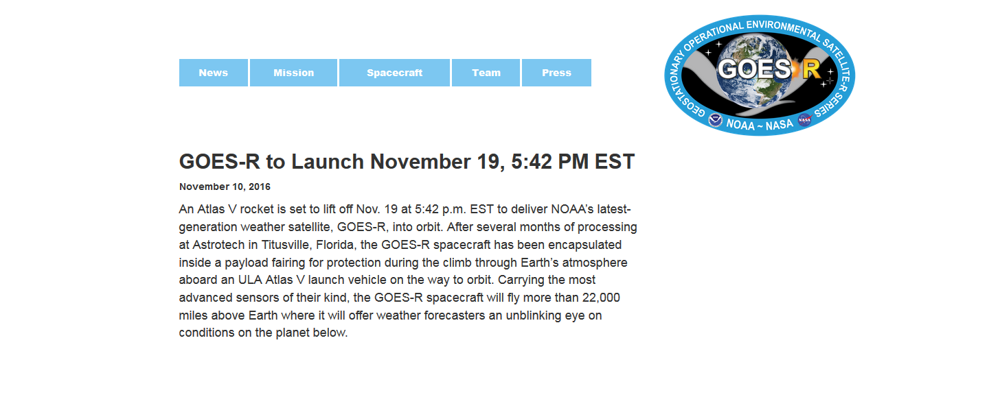 GEOSTATIONARY OPERATIONAL ENVIRONMENTAL SATELLITE-R SERIES
GOES R
NOAA ~ NASA
NASA
News
Mission
Spacecraft
Team
Press
GOES-R to Launch November 19, 5:42 PM EST
November 10, 2016
An Atlas V rocket is set to lift off Nov. 19 at 5:42 p.m. EST to deliver NOAA’s latest-
generation weather satellite, GOES-R, into orbit. After several months of processing
at Astrotech in Titusville, Florida, the GOES-R spacecraft has been encapsulated
inside a payload fairing for protection during the climb through Earth’s atmosphere
aboard an ULA Atlas V launch vehicle on the way to orbit. Carrying the most
advanced sensors of their kind, the GOES-R spacecraft will fly more than 22,000
miles above Earth where it will offer weather forecasters an unblinking eye on
conditions on the planet below.